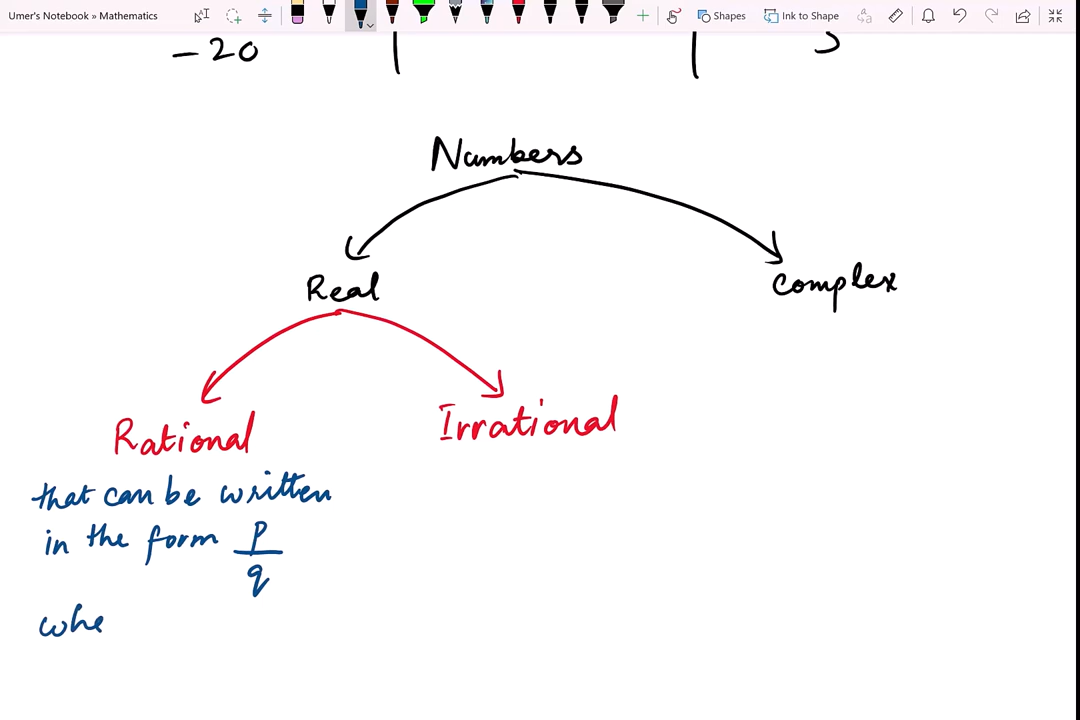 Umer's Notebook » Mathematics
Shapes
Ink to Shape
-20
Numbers
Real
Complex
Rational
Irrational
that can be written
in the form p/q
whe